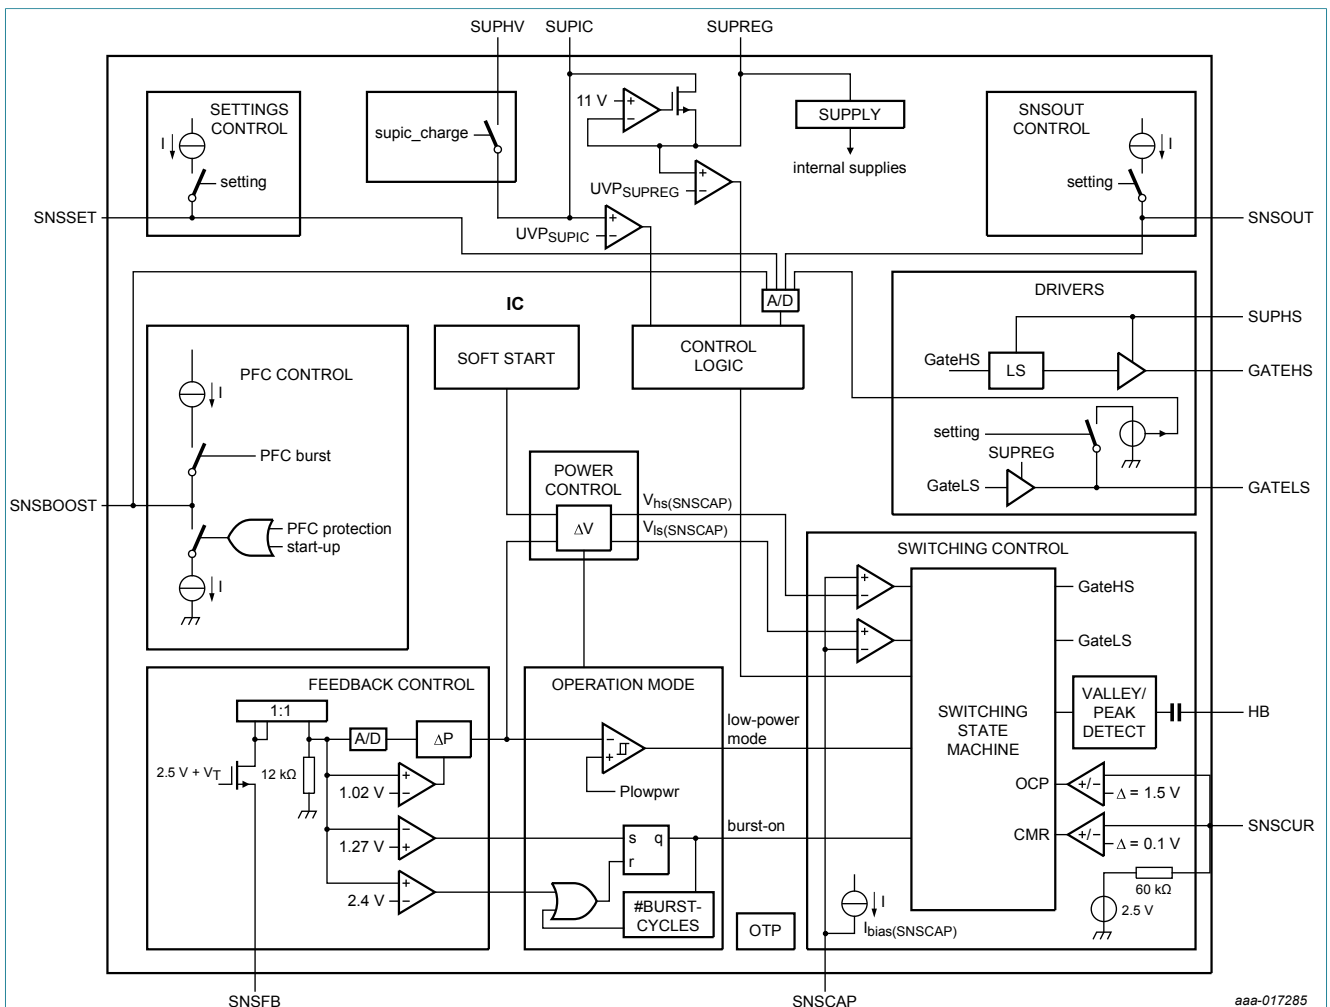 SUPHV
SUPIC
SUPREG
SETTINGS
CONTROL
I
setting
supic_charge
11 V
+
−
SUPPLY
internal supplies
SNSOUT
CONTROL
I
setting
UVPSUPREG
+
−
UVPSUPIC
+
−
SNSSET
SNSOUT
A/D
IC
SOFT START
CONTROL
LOGIC
DRIVERS
SUPHS
GateHS
LS
GATEHS
setting
SUPREG
GateLS
GATELS
PFC CONTROL
I
PFC burst
SNSBOOST
PFC protection
start-up
I
POWER
CONTROL
ΔV
Vhs(SNSCAP)
Vls(SNSCAP)
SWITCHING CONTROL
+
−
GateHS
+
−
GateLS
SWITCHING
STATE
MACHINE
VALLEY/
PEAK
DETECT
HB
OCP
+/−
Δ = 1.5 V
CMR
+/−
Δ = 0.1 V
SNSCUR
60 kΩ
2.5 V
I
Ibias(SNSCAP)
FEEDBACK CONTROL
1:1
A/D
ΔP
2.5 V + VT
12 kΩ
1.02 V
+
−
1.27 V
−
+
2.4 V
+
−
OPERATION MODE
−
+
Plowpwr
low-power
mode
s
q
r
burst-on
#BURST-
CYCLES
OTP
SNSFB
SNSCAP
aaa-017285